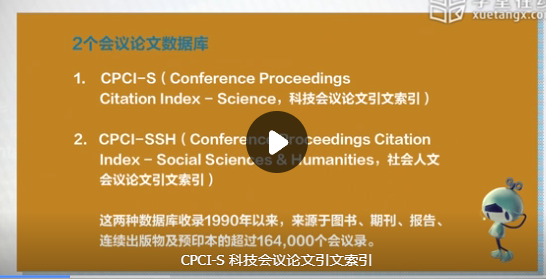 学堂在线
xuetangx.com
2个会议论文数据库
1. CPCI-S（Conference Proceedings
Citation Index – Science，科技会议论文引文索引）
2. CPCI-SSH（Conference Proceedings Citation
Index – Social Sciences & Humanities，社会人文
会议论文引文索引）
这两种数据库收录1990年以来，来源于图书、期刊、报告、
连续出版物及预印本的超过164,000个会议录。
CPCI-S 科技会议论文引文索引